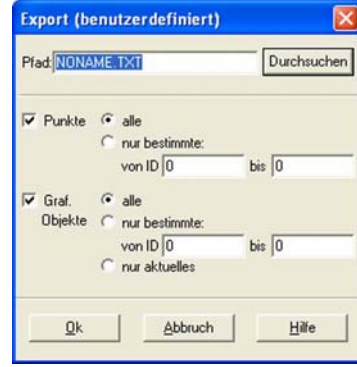 Export (benutzerdefiniert)
Pfad: NONAME.TXT Durchsuchen
Punkte alle
nur bestimmte:
von ID 0 bis 0
Graf. Objekte alle
nur bestimmte:
von ID 0 bis 0
nur aktuelles
Ok Abbruch Hilfe